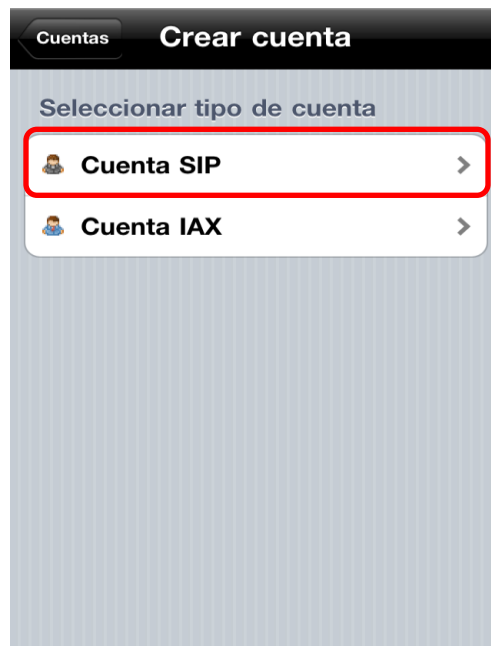 Cuentas
Crear cuenta
Seleccionar tipo de cuenta
Cuenta SIP
Cuenta IAX